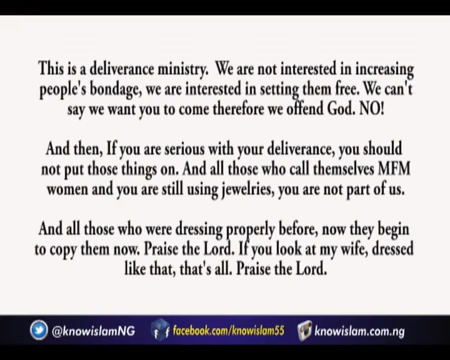 This is a deliverance ministry. We are not interested in increasing
people's bondage, we are interested in setting them free. We can't
say we want you to come therefore we offend God. NO!
And then, If you are serious with your deliverance, you should
not put those things on. And all those who call themselves MFM
women and you are still using jewelries, you are not part of us.
And all those who were dressing properly before, now they begin
to copy them now. Praise the Lord. If you look at my wife, dressed
like that, that's all. Praise the Lord.
@knowislamNG facebook.com/knowislam55 knowislam.com.ng